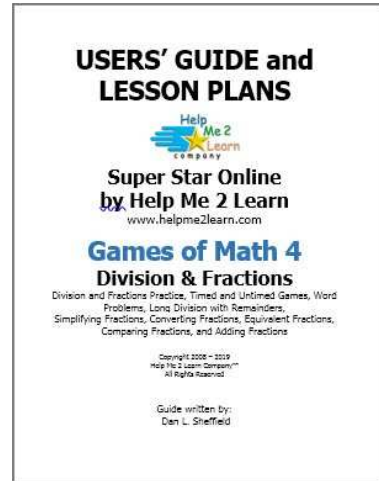 USERS' GUIDE and
LESSON PLANS
Help
Me 2
Learn
company
Super Star Online
by Help Me 2 Learn
www.helpme2learn.com
Games of Math 4
Division & Fractions
Division and Fractions Practice, Timed and Untimed Games, Word
Problems, Long Division with Remainders,
Simplifying Fractions, Converting Fractions, Equivalent Fractions,
Comparing Fractions, and Adding Fractions
Copyright 2008 – 2019
Help Me 2 Learn Company
All Rights Reserved
Guide written by:
Dan L. Sheffield